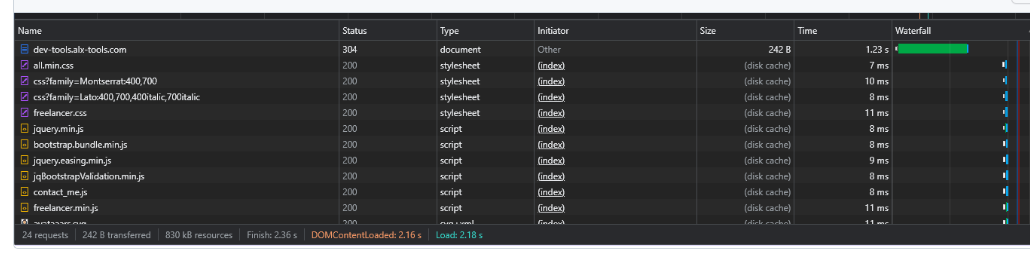 Name Status Type Initiator Size Time Waterfall
dev-tools.alx-tools.com 304 document Other 242 B 1.23 s
all.min.css 200 stylesheet (index) (disk cache) 7 ms
css?family=Montserrat:400,700 200 stylesheet (index) (disk cache) 10 ms
css?family=Lato:400,700,400italic,700italic 200 stylesheet (index) (disk cache) 8 ms
freelancer.css 200 stylesheet (index) (disk cache) 11 ms
jquery.min.js 200 script (index) (disk cache) 8 ms
bootstrap.bundle.min.js 200 script (index) (disk cache) 8 ms
jquery.easing.min.js 200 script (index) (disk cache) 9 ms
jqBootstrapValidation.min.js 200 script (index) (disk cache) 8 ms
contact_me.js 200 script (index) (disk cache) 8 ms
freelancer.min.js 200 script (index) (disk cache) 11 ms
200 (index) (disk cache) 11 ms
24 requests 242 B transferred 830 kB resources Finish: 2.36 s DOMContentLoaded: 2.16 s Load: 2.18 s